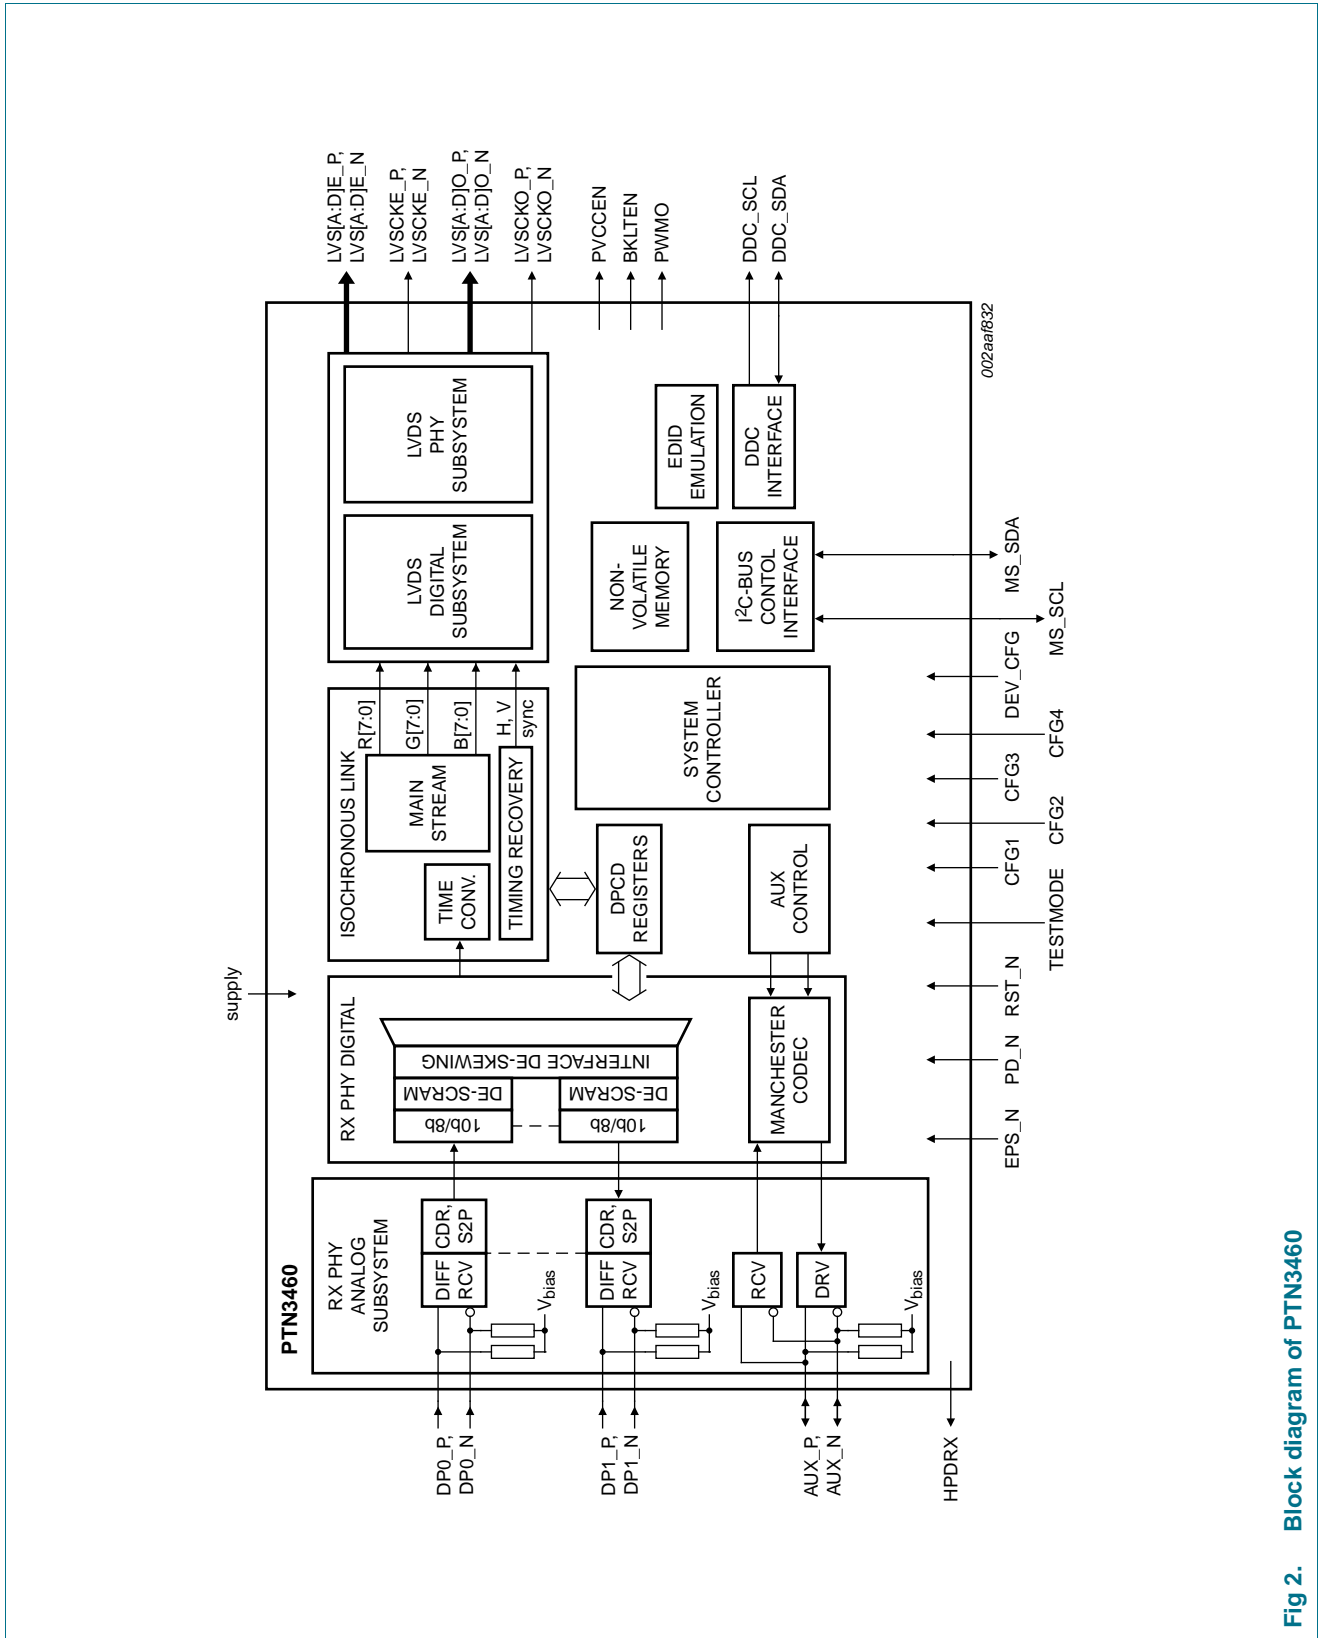 supply
PTN3460
RX PHY
ANALOG
SUBSYSTEM
DIFF
RCV
CDR,
S2P
Vbias
DIFF
RCV
CDR,
S2P
Vbias
RCV
DRV
Vbias
DP0_P,
DP0_N
DP1_P,
DP1_N
AUX_P,
AUX_N
HPDRX
RX PHY DIGITAL
10b/8b
DE-SCRAM
INTERFACE DE-SKEWING
10b/8b
DE-SCRAM
MANCHESTER
CODEC
ISOCHRONOUS LINK
TIME
CONV.
MAIN
STREAM
TIMING RECOVERY
R[7:0]
G[7:0]
B[7:0]
H, V
sync
DPCD
REGISTERS
AUX
CONTROL
SYSTEM
CONTROLLER
LVDS
DIGITAL
SUBSYSTEM
LVDS
PHY
SUBSYSTEM
NON-
VOLATILE
MEMORY
I2C-BUS
CONTOL
INTERFACE
EDID
EMULATION
DDC
INTERFACE
LVS[A:D]E_P,
LVS[A:D]E_N
LVSCKE_P,
LVSCKE_N
LVS[A:D]O_P,
LVS[A:D]O_N
LVSCKO_P,
LVSCKO_N
PVCCEN
BKLTEN
PWMO
DDC_SCL
DDC_SDA
EPS_N
PD_N
RST_N
TESTMODE
CFG1
CFG2
CFG3
CFG4
DEV_CFG
MS_SCL
MS_SDA
002aaf832
Fig 2. Block diagram of PTN3460